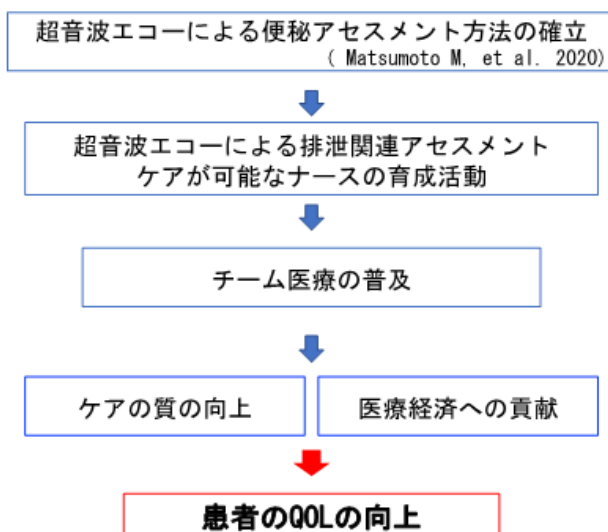 超音波エコーによる便秘アセスメント方法の確立
( Matsumoto M, et al. 2020)
超音波エコーによる排泄関連アセスメント
ケアが可能なナースの育成活動
チーム医療の普及
ケアの質の向上
医療経済への貢献
患者のQOLの向上